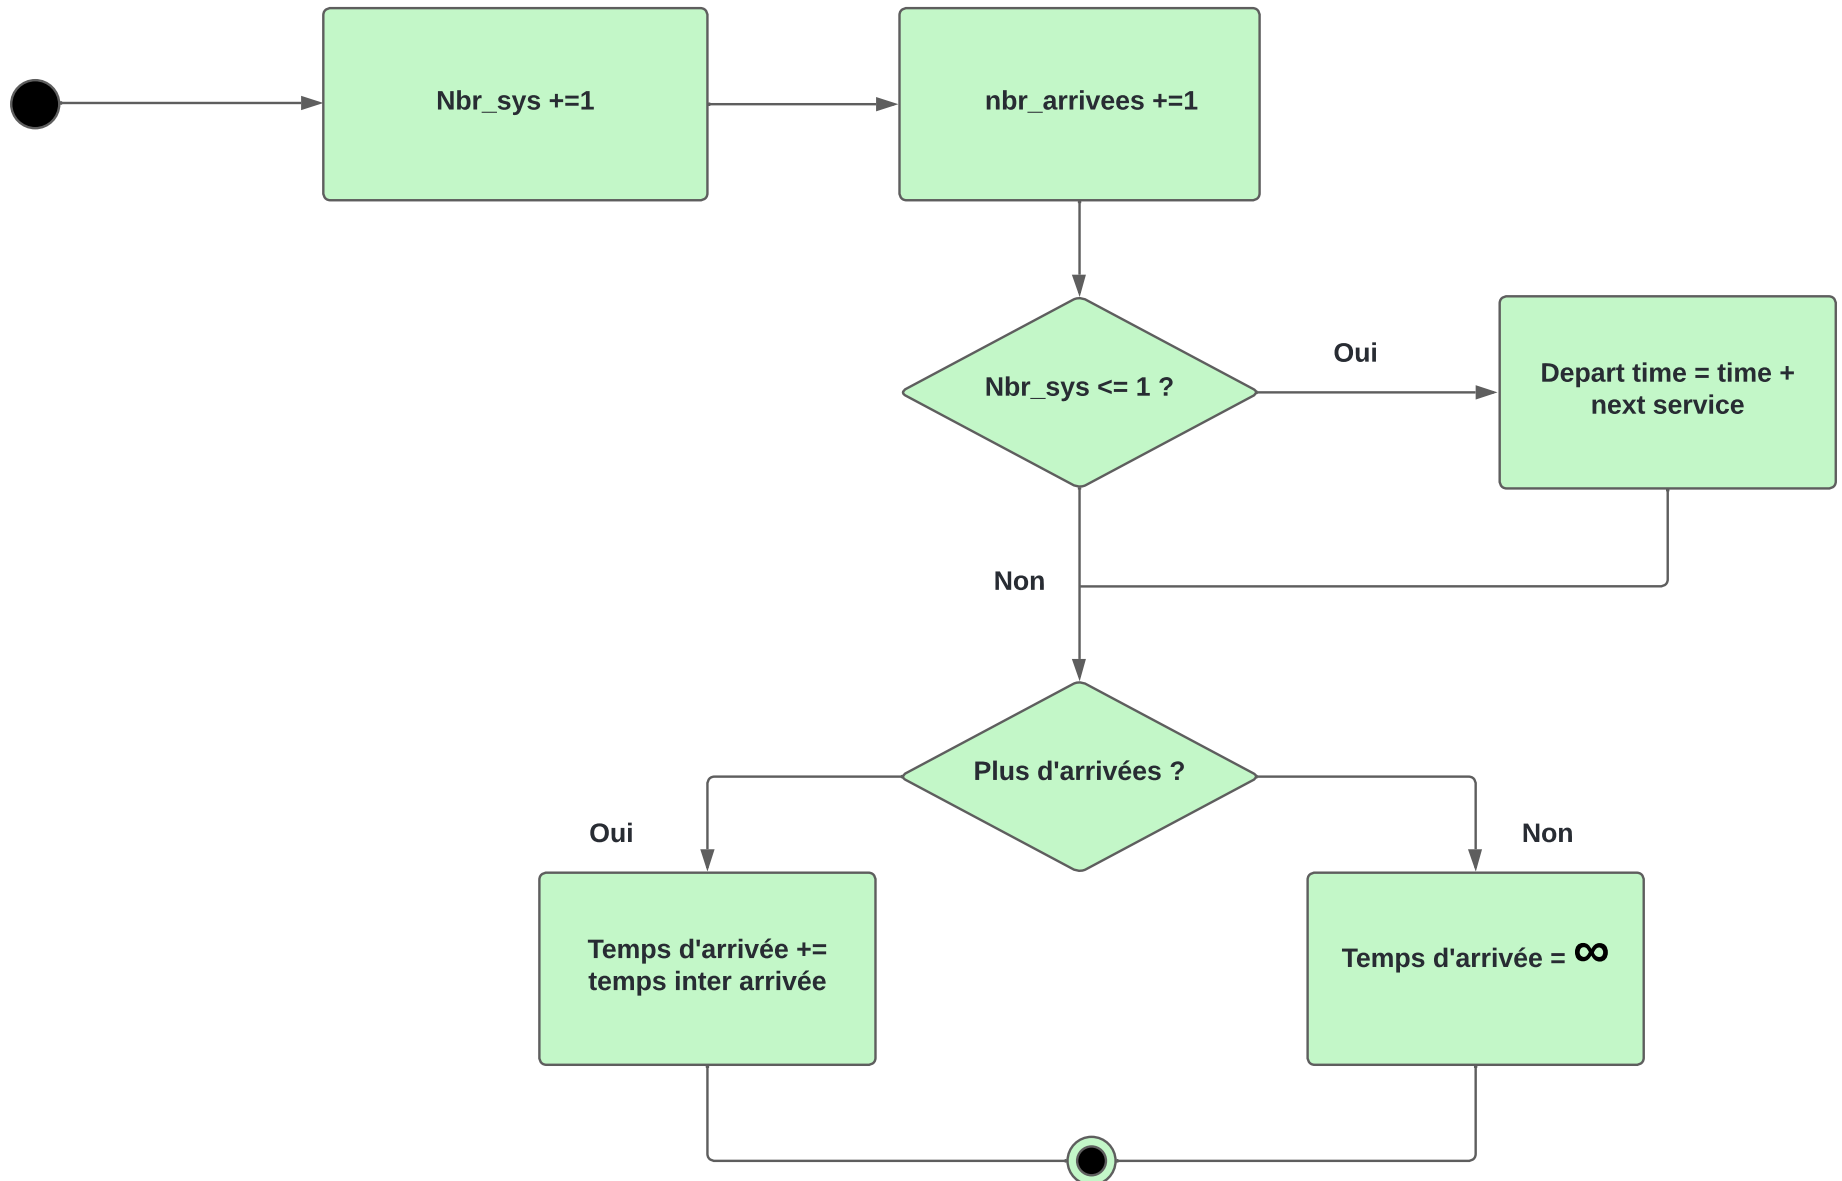 Nbr_sys +=1
nbr_arrivees +=1
Nbr_sys <= 1 ?
Oui
Depart time = time +
next service
Non
Plus d'arrivées ?
Oui
Non
Temps d'arrivée +=
temps inter arrivée
Temps d'arrivée = ∞